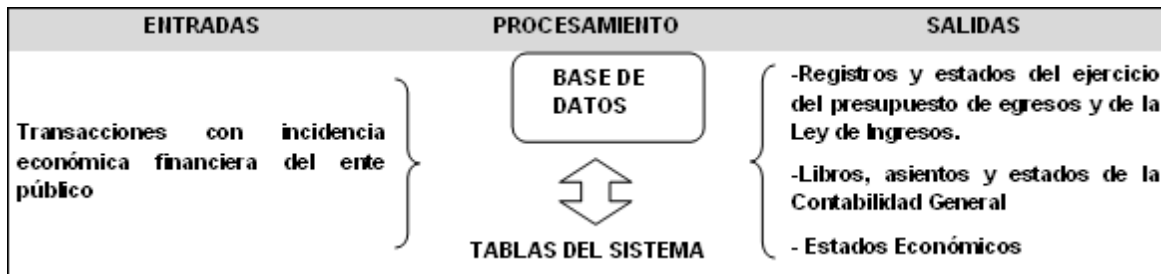 ENTRADAS
PROCESAMIENTO
SALIDAS
Transacciones con incidencia
económica financiera del ente
público
BASE DE
DATOS
TABLAS DEL SISTEMA
-Registros y estados del ejercicio
del presupuesto de egresos y de la
Ley de Ingresos.
-Libros, asientos y estados de la
Contabilidad General
- Estados Económicos